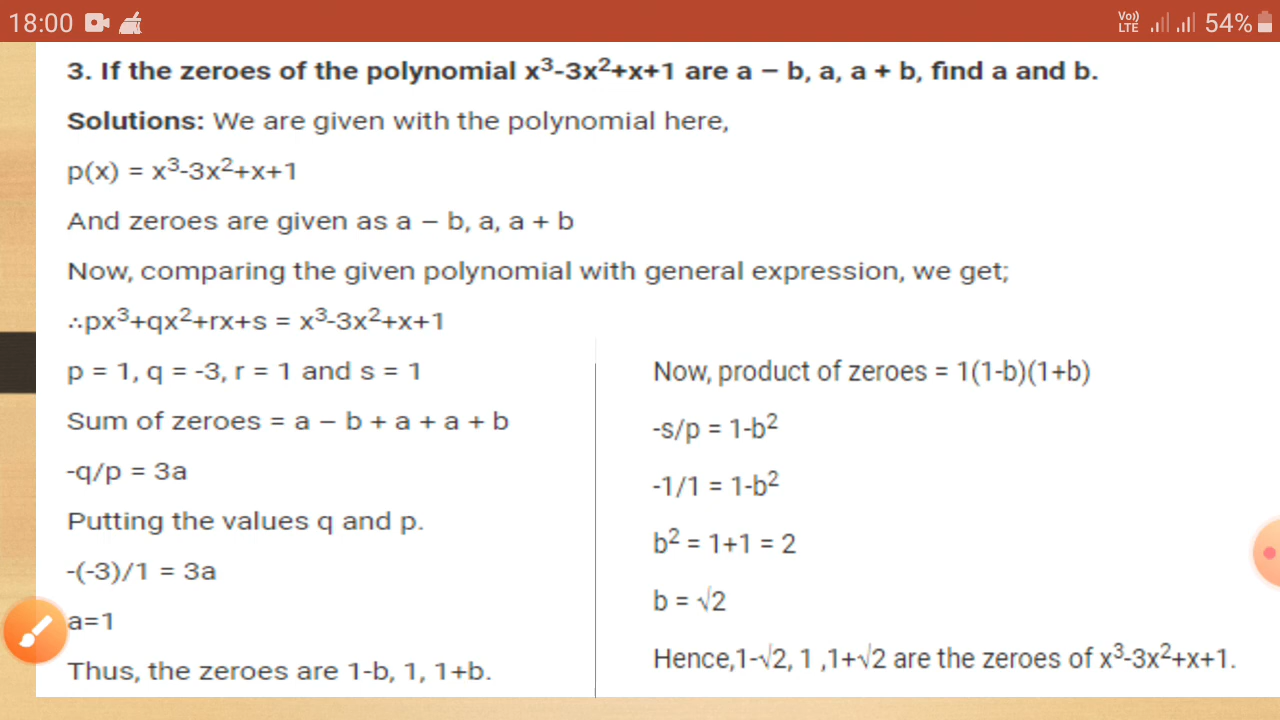 18:00 Vo)) LTE 54%
3. If the zeroes of the polynomial x³-3x²+x+1 are a – b, a, a + b, find a and b.
Solutions: We are given with the polynomial here,
p(x) = x³-3x²+x+1
And zeroes are given as a – b, a, a + b
Now, comparing the given polynomial with general expression, we get;
∴px³+qx²+rx+s = x³-3x²+x+1
p = 1, q = -3, r = 1 and s = 1
Sum of zeroes = a – b + a + a + b
-q/p = 3a
Putting the values q and p.
-(-3)/1 = 3a
a=1
Thus, the zeroes are 1-b, 1, 1+b.
Now, product of zeroes = 1(1-b)(1+b)
-s/p = 1-b²
-1/1 = 1-b²
b² = 1+1 = 2
b = √2
Hence,1-√2, 1 ,1+√2 are the zeroes of x³-3x²+x+1.